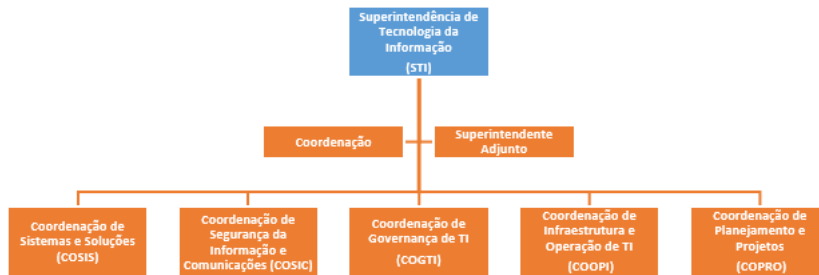 Superintendência de
Tecnologia da
Informação
(STI)
Coordenação
Superintendente
Adjunto
Coordenação de
Sistemas e Soluções
(COSIS)
Coordenação de
Segurança da
Informação e
Comunicações (COSIC)
Coordenação de
Governança de TI
(COGTI)
Coordenação de
Infraestrutura e
Operação de TI
(COOPI)
Coordenação de
Planejamento e
Projetos
(COPRO)